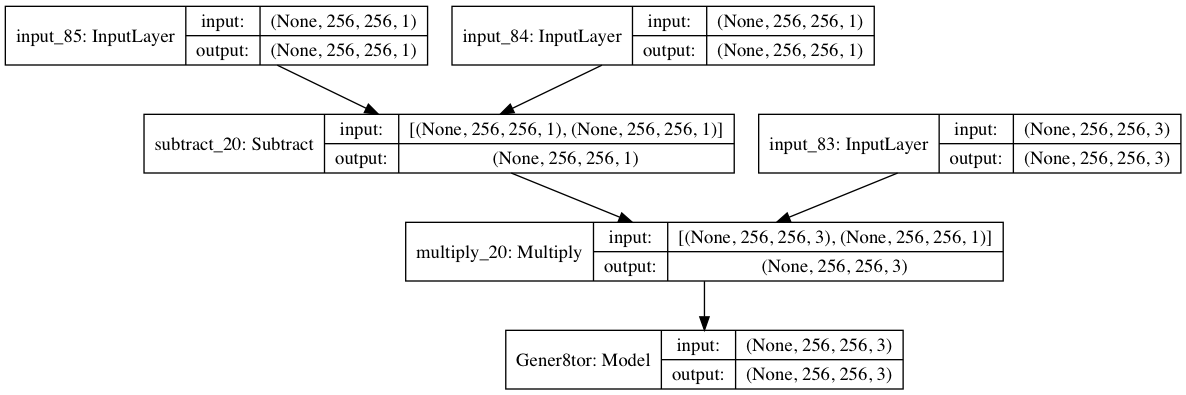 input_85: InputLayer
input:
(None, 256, 256, 1)
output:
(None, 256, 256, 1)
input_84: InputLayer
input:
(None, 256, 256, 1)
output:
(None, 256, 256, 1)
subtract_20: Subtract
input:
[(None, 256, 256, 1), (None, 256, 256, 1)]
output:
(None, 256, 256, 1)
input_83: InputLayer
input:
(None, 256, 256, 3)
output:
(None, 256, 256, 3)
multiply_20: Multiply
input:
[(None, 256, 256, 3), (None, 256, 256, 1)]
output:
(None, 256, 256, 3)
Gener8tor: Model
input:
(None, 256, 256, 3)
output:
(None, 256, 256, 3)